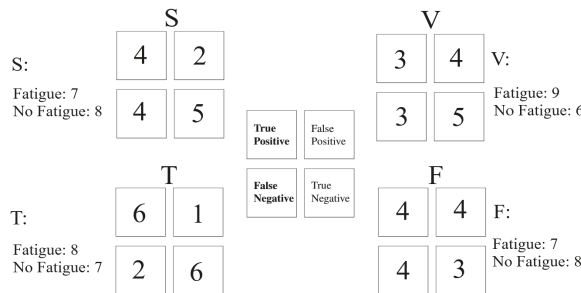 S
4 2
4 5
S:
Fatigue: 7
No Fatigue: 8
V
3 4
3 5
V:
Fatigue: 9
No Fatigue: 6
True Positive
False Positive
False Negative
True Negative
T
6 1
2 6
T:
Fatigue: 8
No Fatigue: 7
F
4 4
4 3
F:
Fatigue: 7
No Fatigue: 8